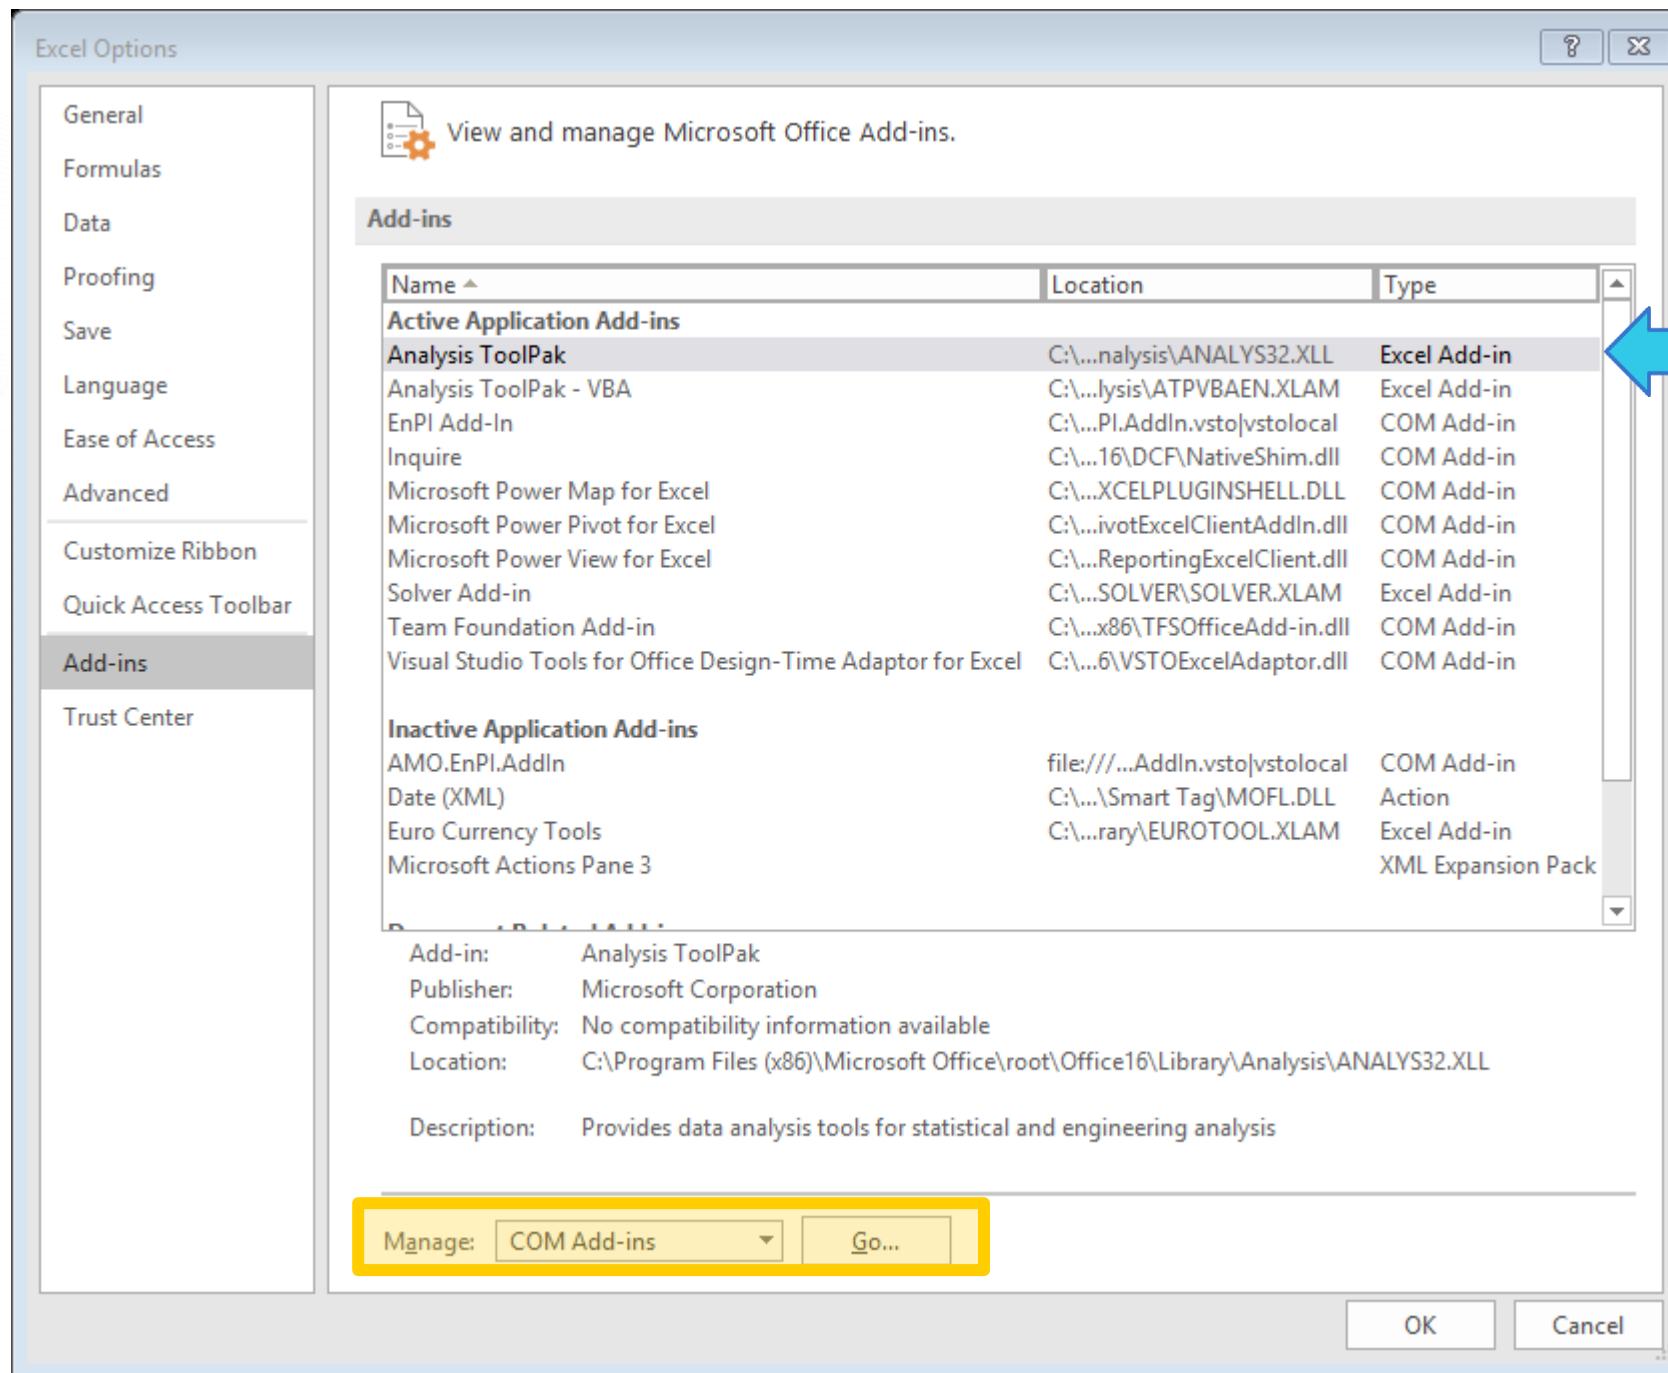 Excel Options
General
Formulas
Data
Proofing
Save
Language
Ease of Access
Advanced
Customize Ribbon
Quick Access Toolbar
Add-ins
Trust Center
View and manage Microsoft Office Add-ins.
Add-ins
Name Location Type
Active Application Add-ins
Analysis ToolPak C:\...nalysis\ANALYS32.XLL Excel Add-in
Analysis ToolPak - VBA C:\...lysis\ATPVBAEN.XLAM Excel Add-in
EnPI Add-In C:\...PI.AddIn.vsto|vstolocal COM Add-in
Inquire C:\...16\DCF\NativeShim.dll COM Add-in
Microsoft Power Map for Excel C:\...XCELPLUGINSHELL.DLL COM Add-in
Microsoft Power Pivot for Excel C:\...ivotExcelClientAddIn.dll COM Add-in
Microsoft Power View for Excel C:\...ReportingExcelClient.dll COM Add-in
Solver Add-in C:\...SOLVER\SOLVER.XLAM Excel Add-in
Team Foundation Add-in C:\...x86\TFSOfficeAdd-in.dll COM Add-in
Visual Studio Tools for Office Design-Time Adaptor for Excel C:\...6\VSTOExcelAdaptor.dll COM Add-in
Inactive Application Add-ins
AMO.EnPI.AddIn file:///...AddIn.vsto|vstolocal COM Add-in
Date (XML) C:\...\Smart Tag\MOFL.DLL Action
Euro Currency Tools C:\...rary\EUROTOOL.XLAM Excel Add-in
Microsoft Actions Pane 3 XML Expansion Pack
Add-in: Analysis ToolPak
Publisher: Microsoft Corporation
Compatibility: No compatibility information available
Location: C:\Program Files (x86)\Microsoft Office\root\Office16\Library\Analysis\ANALYS32.XLL
Description: Provides data analysis tools for statistical and engineering analysis
Manage: COM Add-ins Go...
OK Cancel